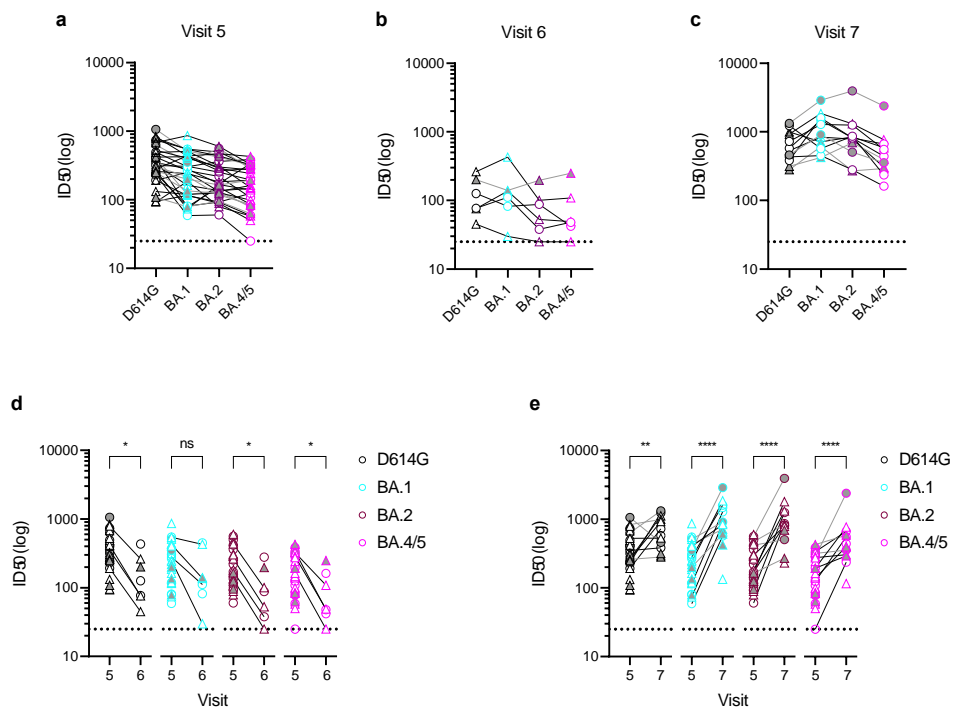 a
Visit 5
10000
1000
100
10
ID50 (log)
D614G
BA.1
BA.2
BA.4/5
b
Visit 6
10000
1000
100
10
ID50 (log)
D614G
BA.1
BA.2
BA.4/5
c
Visit 7
10000
1000
100
10
ID50 (log)
D614G
BA.1
BA.2
BA.4/5
d
10000
1000
100
10
ID50 (log)
* ns * *
5 6 5 6 5 6 5 6
Visit
D614G
BA.1
BA.2
BA.4/5
e
10000
1000
100
10
ID50 (log)
** **** **** ****
5 7 5 7 5 7 5 7
Visit
D614G
BA.1
BA.2
BA.4/5